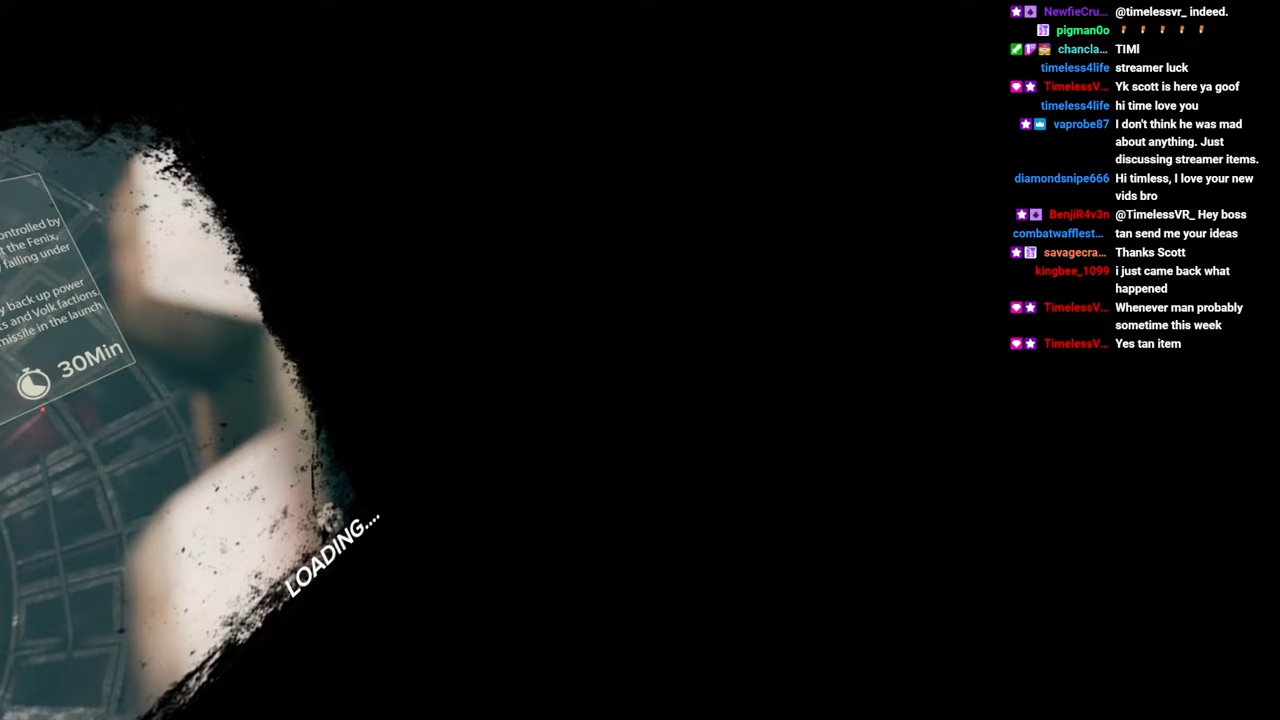 ontrolled by
t the Fenix,
falling under
y back up power
ts and Volk factions.
missile in the launch
30Min
LOADING....
NewfieCru... @timelessvr_ indeed.
pigman0o
chancla... TIMI
timeless4life streamer luck
TimelessV... Yk scott is here ya goof
timeless4life hi time love you
vaprobe87 I don't think he was mad
about anything. Just
discussing streamer items.
diamondsnipe666 Hi timless, I love your new
vids bro
BenjiR4v3n @TimelessVR_ Hey boss
combatwafflest... tan send me your ideas
savagecra... Thanks Scott
kingbee_1099 i just came back what
happened
TimelessV... Whenever man probably
sometime this week
TimelessV... Yes tan item